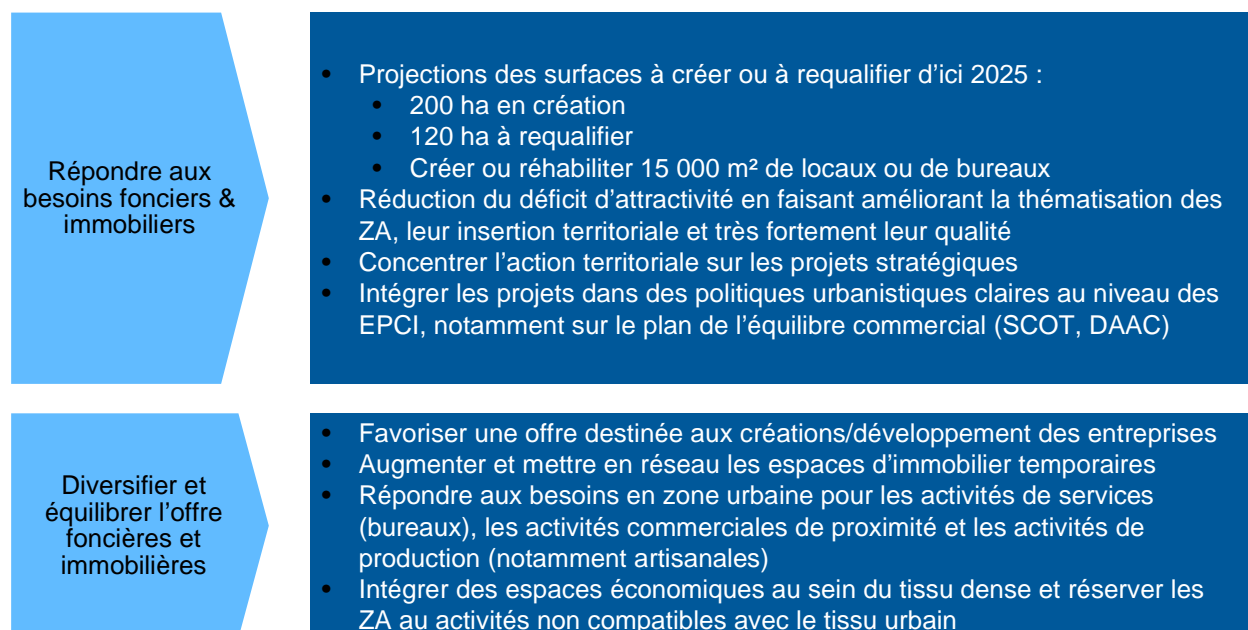 Répondre aux
besoins fonciers &
immobiliers
• Projections des surfaces à créer ou à requalifier d’ici 2025 :
• 200 ha en création
• 120 ha à requalifier
• Créer ou réhabiliter 15 000 m² de locaux ou de bureaux
• Réduction du déficit d’attractivité en faisant améliorant la thématisation des
ZA, leur insertion territoriale et très fortement leur qualité
• Concentrer l’action territoriale sur les projets stratégiques
• Intégrer les projets dans des politiques urbanistiques claires au niveau des
EPCI, notamment sur le plan de l’équilibre commercial (SCOT, DAAC)
Diversifier et
équilibrer l’offre
foncières et
immobilières
• Favoriser une offre destinée aux créations/développement des entreprises
• Augmenter et mettre en réseau les espaces d’immobilier temporaires
• Répondre aux besoins en zone urbaine pour les activités de services
(bureaux), les activités commerciales de proximité et les activités de
production (notamment artisanales)
• Intégrer des espaces économiques au sein du tissu dense et réserver les
ZA au activités non compatibles avec le tissu urbain